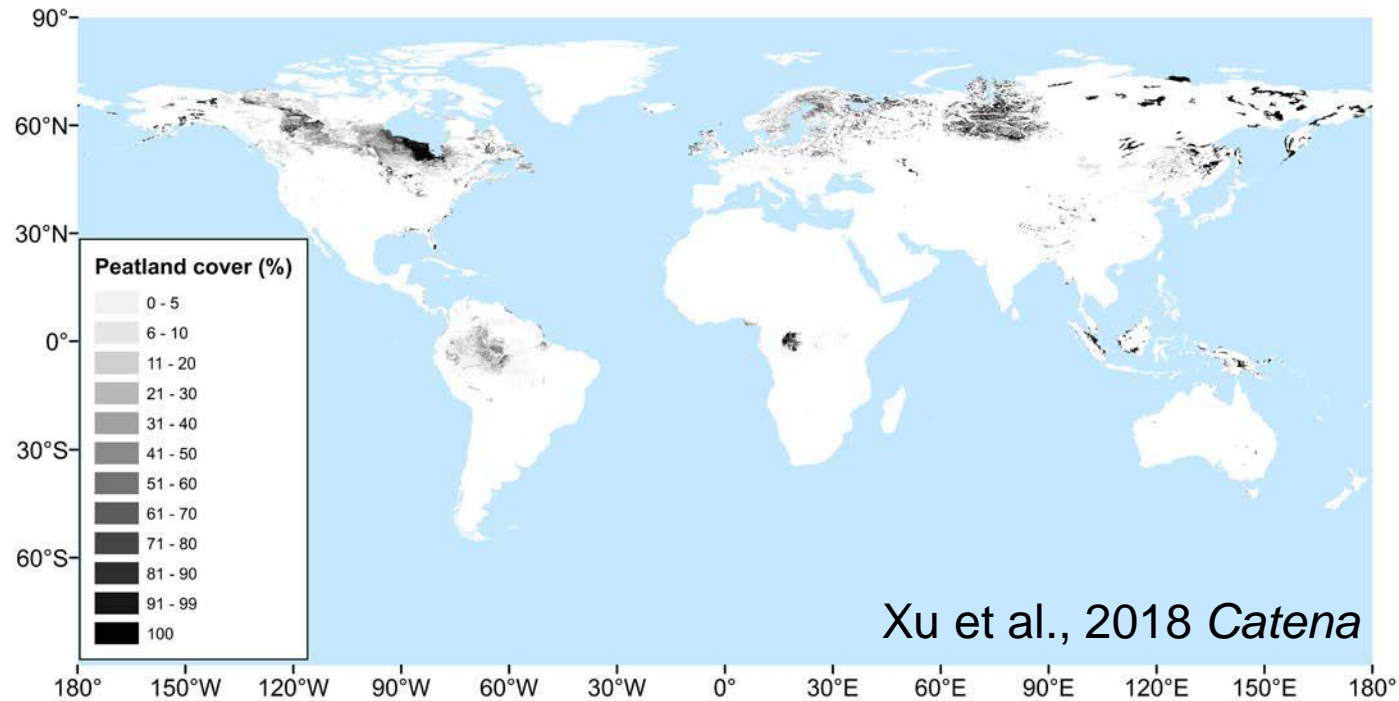 90°
60°N
30°N
0°
30°S
60°S
Peatland cover (%)
0 - 5
6 - 10
11 - 20
21 - 30
31 - 40
41 - 50
51 - 60
61 - 70
71 - 80
81 - 90
91 - 99
100
Xu et al., 2018 Catena
180° 150°W 120°W 90°W 60°W 30°W 0° 30°E 60°E 90°E 120°E 150°E 180°